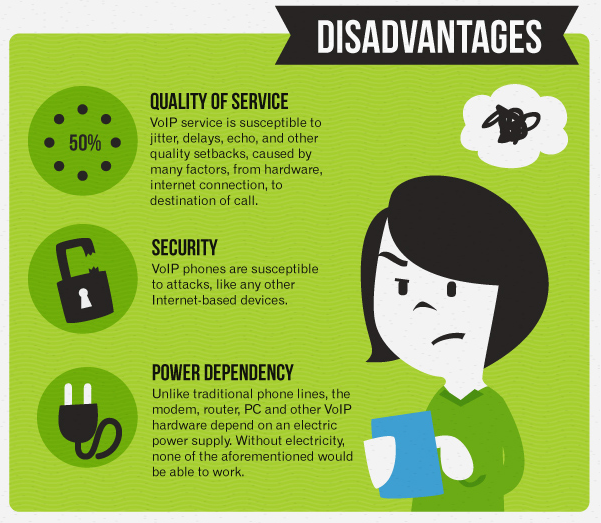 DISADVANTAGES
50%
QUALITY OF SERVICE
VoIP service is susceptible to
jitter, delays, echo, and other
quality setbacks, caused by
many factors, from hardware,
internet connection, to
destination of call.
SECURITY
VoIP phones are susceptible
to attacks, like any other
Internet-based devices.
POWER DEPENDENCY
Unlike traditional phone lines, the
modem, router, PC and other VoIP
hardware depend on an electric
power supply. Without electricity,
none of the aforementioned would
be able to work.